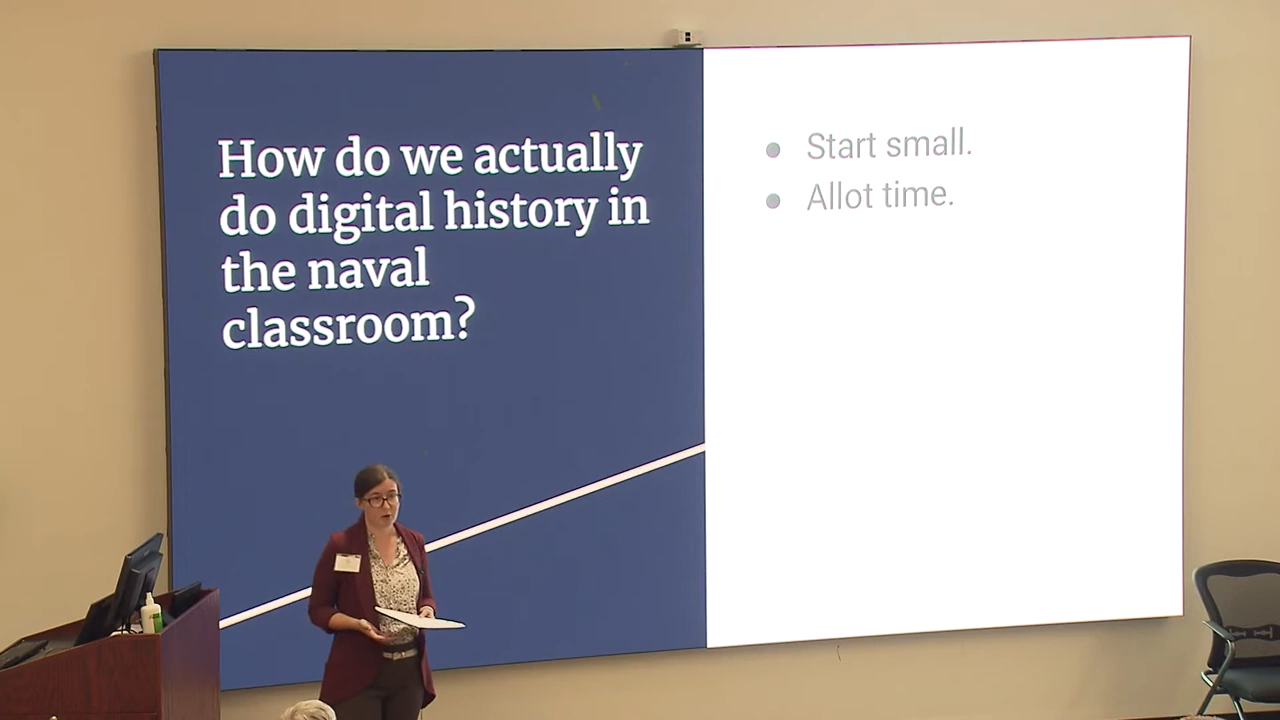 How do we actually
do digital history in
the naval
classroom?
● Start small.
● Allot time.